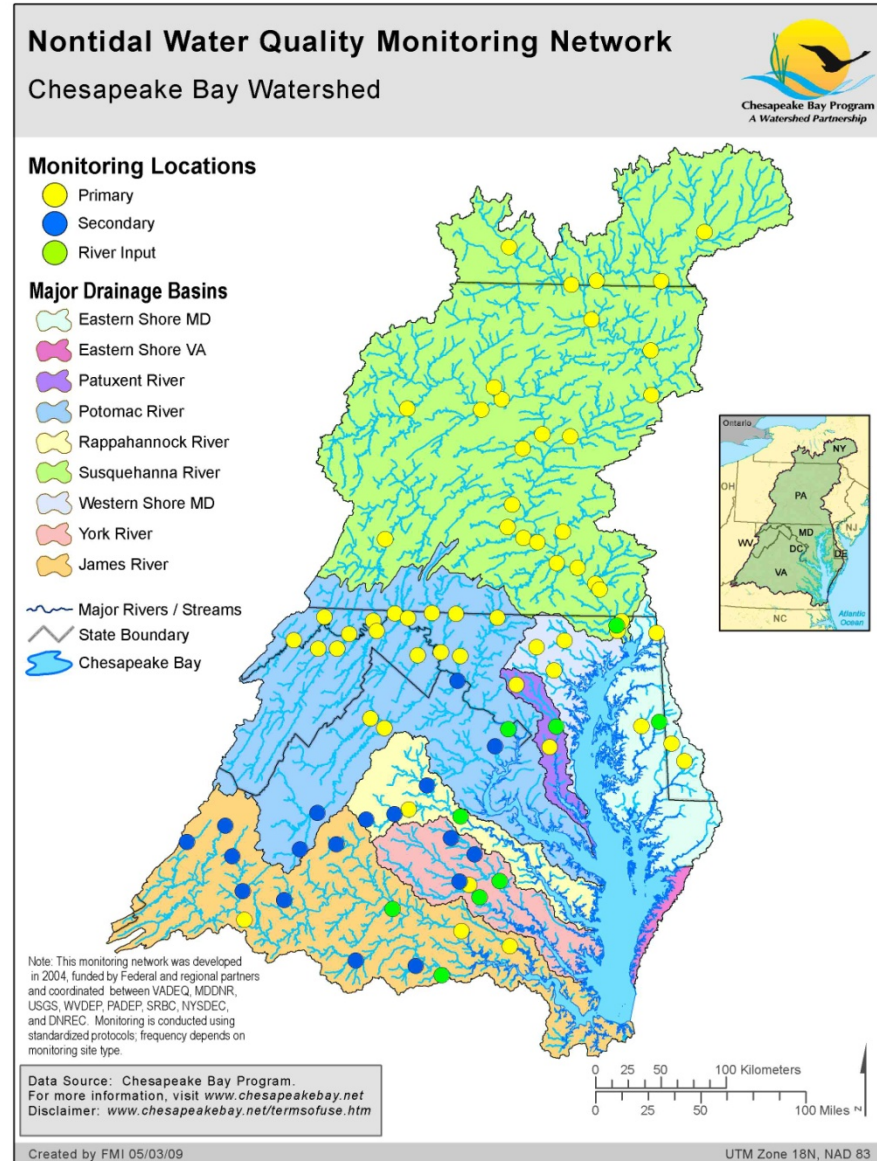 Nontidal Water Quality Monitoring Network
Chesapeake Bay Watershed
Chesapeake Bay Program
A Watershed Partnership
Monitoring Locations
Primary
Secondary
River Input
Major Drainage Basins
Eastern Shore MD
Eastern Shore VA
Patuxent River
Potomac River
Rappahannock River
Susquehanna River
Western Shore MD
York River
James River
Major Rivers / Streams
State Boundary
Chesapeake Bay
Ontario
NY
OH
PA
NJ
MD
WV
DC
DE
VA
NC
Atlantic
Ocean
Note: This monitoring network was developed
in 2004, funded by Federal and regional partners
and coordinated between VADEQ, MDDNR,
USGS, WVDEP, PADEP, SRBC, NYSDEC,
and DNREC. Monitoring is conducted using
standardized protocols; frequency depends on
monitoring site type.
Data Source: Chesapeake Bay Program.
For more information, visit www.chesapeakebay.net
Disclaimer: www.chesapeakebay.net/termsofuse.htm
0 25 50 100 Kilometers
0 25 50 100 Miles
N
Created by FMI 05/03/09
UTM Zone 18N, NAD 83